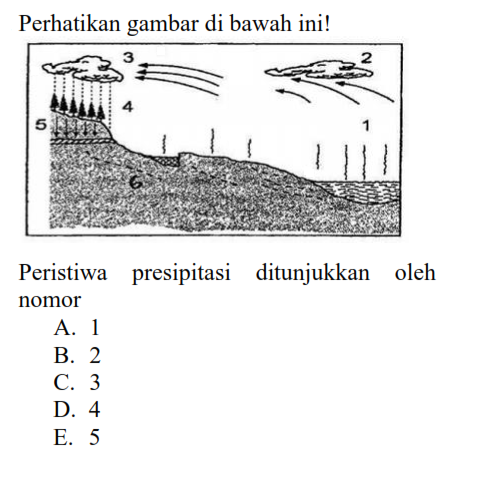 Perhatikan gambar di bawah ini!
3
2
4
5
1
6
Peristiwa presipitasi ditunjukkan oleh
nomor
A. 1
B. 2
C. 3
D. 4
E. 5